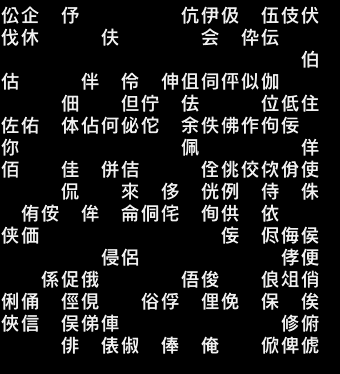 伀企 伃 伉伊伋 伍伎伏
伐休 伕 会 伜伝
伯
估 伴 伶 伸伹伺伻似伽
佃 但佇 佉 位低住
佐佑 体佔何佖佗 余佚佛作佝佞
你 佩 佯
佰 佳 併佶 佺佻佼佽佾使
侃 來 侈 侊例 侍 侏
侑侒 侔 侖侗侘 侚供 依
侠価 侫 侭侮侯
侵侶 侾便
係促俄 俉俊 俍俎俏
俐俑 俓俔 俗俘 俚俛 保 俟
俠信 俣俤俥 修俯
俳 俵俶 俸 俺 俽俾俿